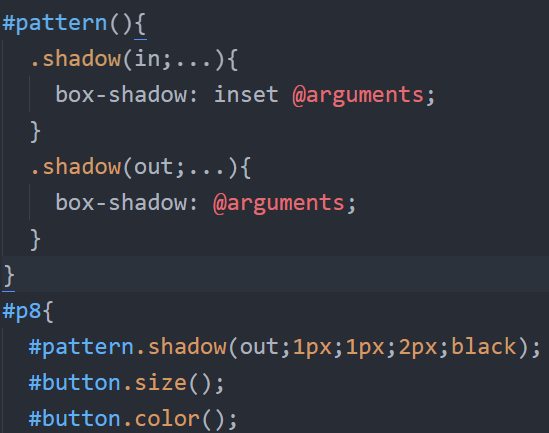 #pattern(){
.shadow(in;...){
box-shadow: inset @arguments;
}
.shadow(out;...){
box-shadow: @arguments;
}
}
#p8{
#pattern.shadow(out;1px;1px;2px;black);
#button.size();
#button.color();